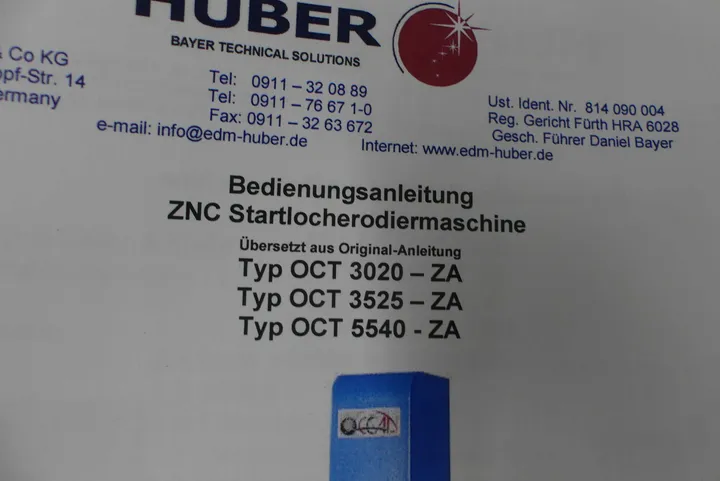 HUBER
BAYER TECHNICAL SOLUTIONS
& Co KG
opf-Str. 14
ermany
Tel: 0911 – 32 08 89
Tel: 0911 – 76 67 1-0
Fax: 0911 – 32 63 672
e-mail: info@edm-huber.de
Internet: www.edm-huber.de
Ust. Ident. Nr. 814 090 004
Reg. Gericht Fürth HRA 6028
Gesch. Führer Daniel Bayer
Bedienungsanleitung
ZNC Startlocherodiermaschine
Übersetzt aus Original-Anleitung
Typ OCT 3020 – ZA
Typ OCT 3525 – ZA
Typ OCT 5540 - ZA